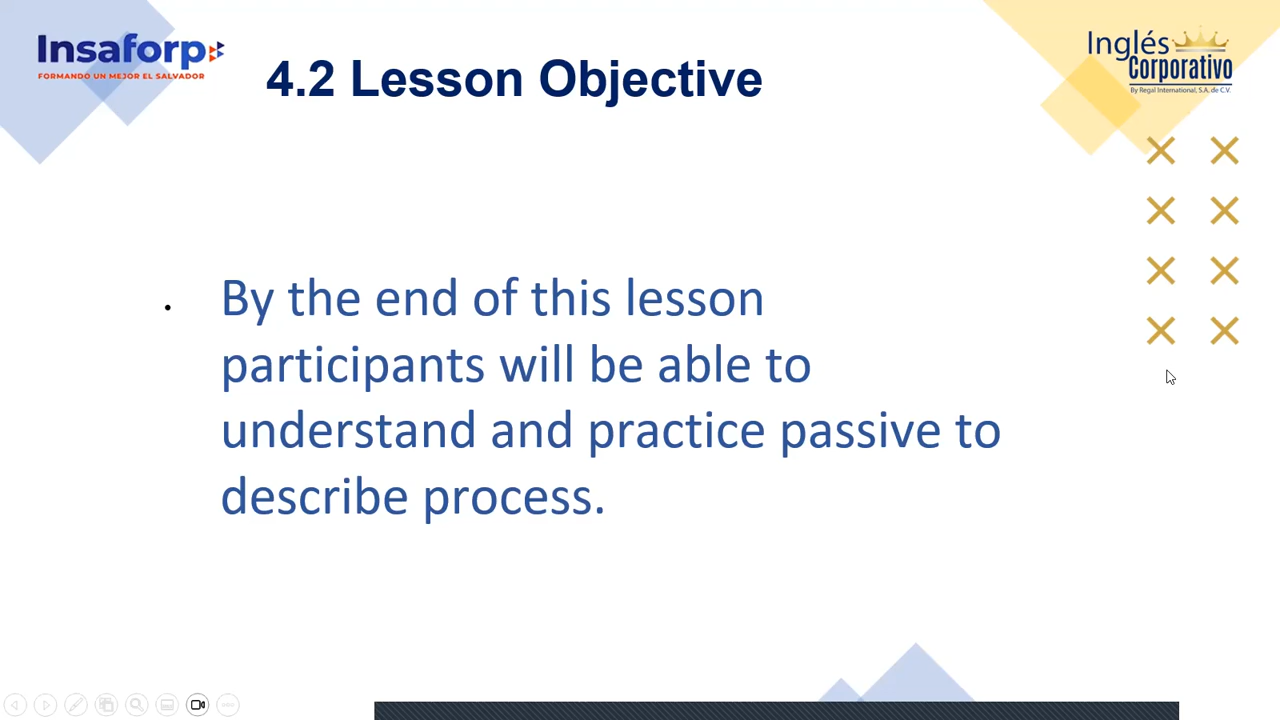 Insaforp
FORMANDO UN MEJOR EL SALVADOR
4.2 Lesson Objective
Inglés
Corporativo
By Regal International, S.A. de C.V.
• By the end of this lesson
participants will be able to
understand and practice passive to
describe process.